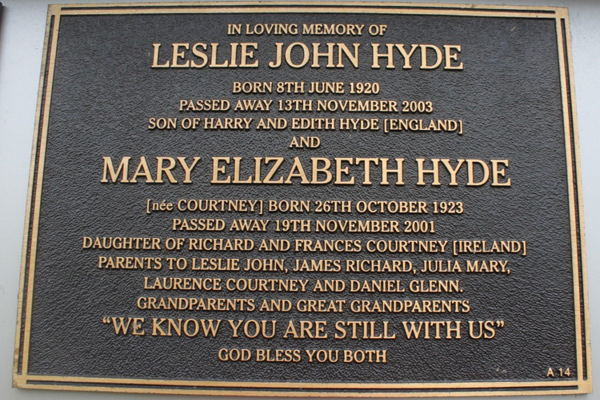 IN LOVING MEMORY OF
LESLIE JOHN HYDE
BORN 8TH JUNE 1920
PASSED AWAY 13TH NOVEMBER 2003
SON OF HARRY AND EDITH HYDE [ENGLAND]
AND
MARY ELIZABETH HYDE
[née COURTNEY] BORN 26TH OCTOBER 1923
PASSED AWAY 19TH NOVEMBER 2001
DAUGHTER OF RICHARD AND FRANCES COURTNEY [IRELAND]
PARENTS TO LESLIE JOHN, JAMES RICHARD, JULIA MARY,
LAURENCE COURTNEY AND DANIEL GLENN.
GRANDPARENTS AND GREAT GRANDPARENTS
“WE KNOW YOU ARE STILL WITH US”
GOD BLESS YOU BOTH
A 14